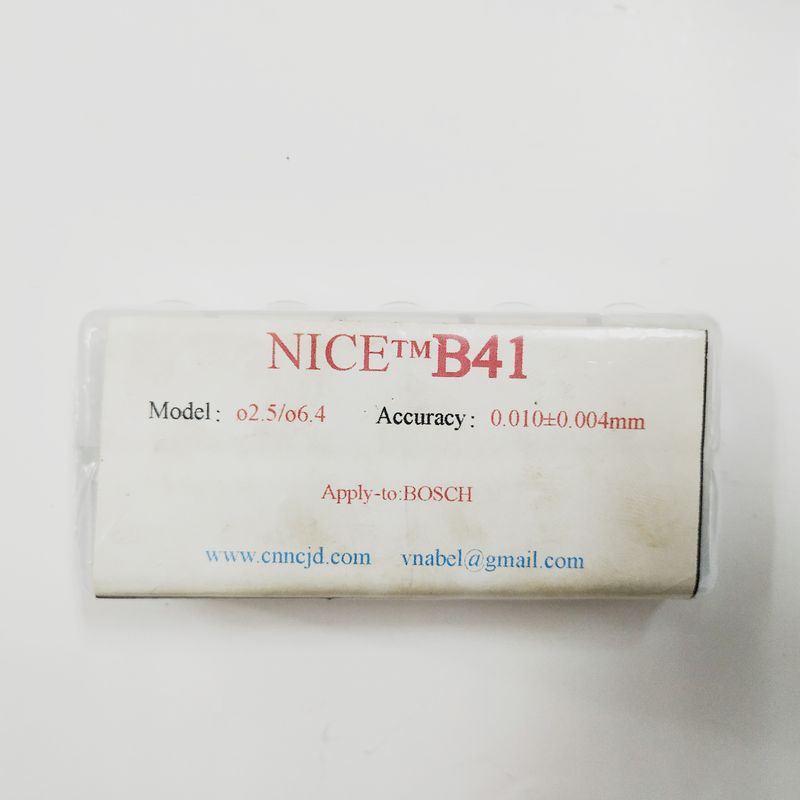 NICE™B41
Model: o2.5/o6.4 Accuracy: 0.010±0.004mm
Apply-to:BOSCH
www.cnncjd.com vnabel@gmail.com